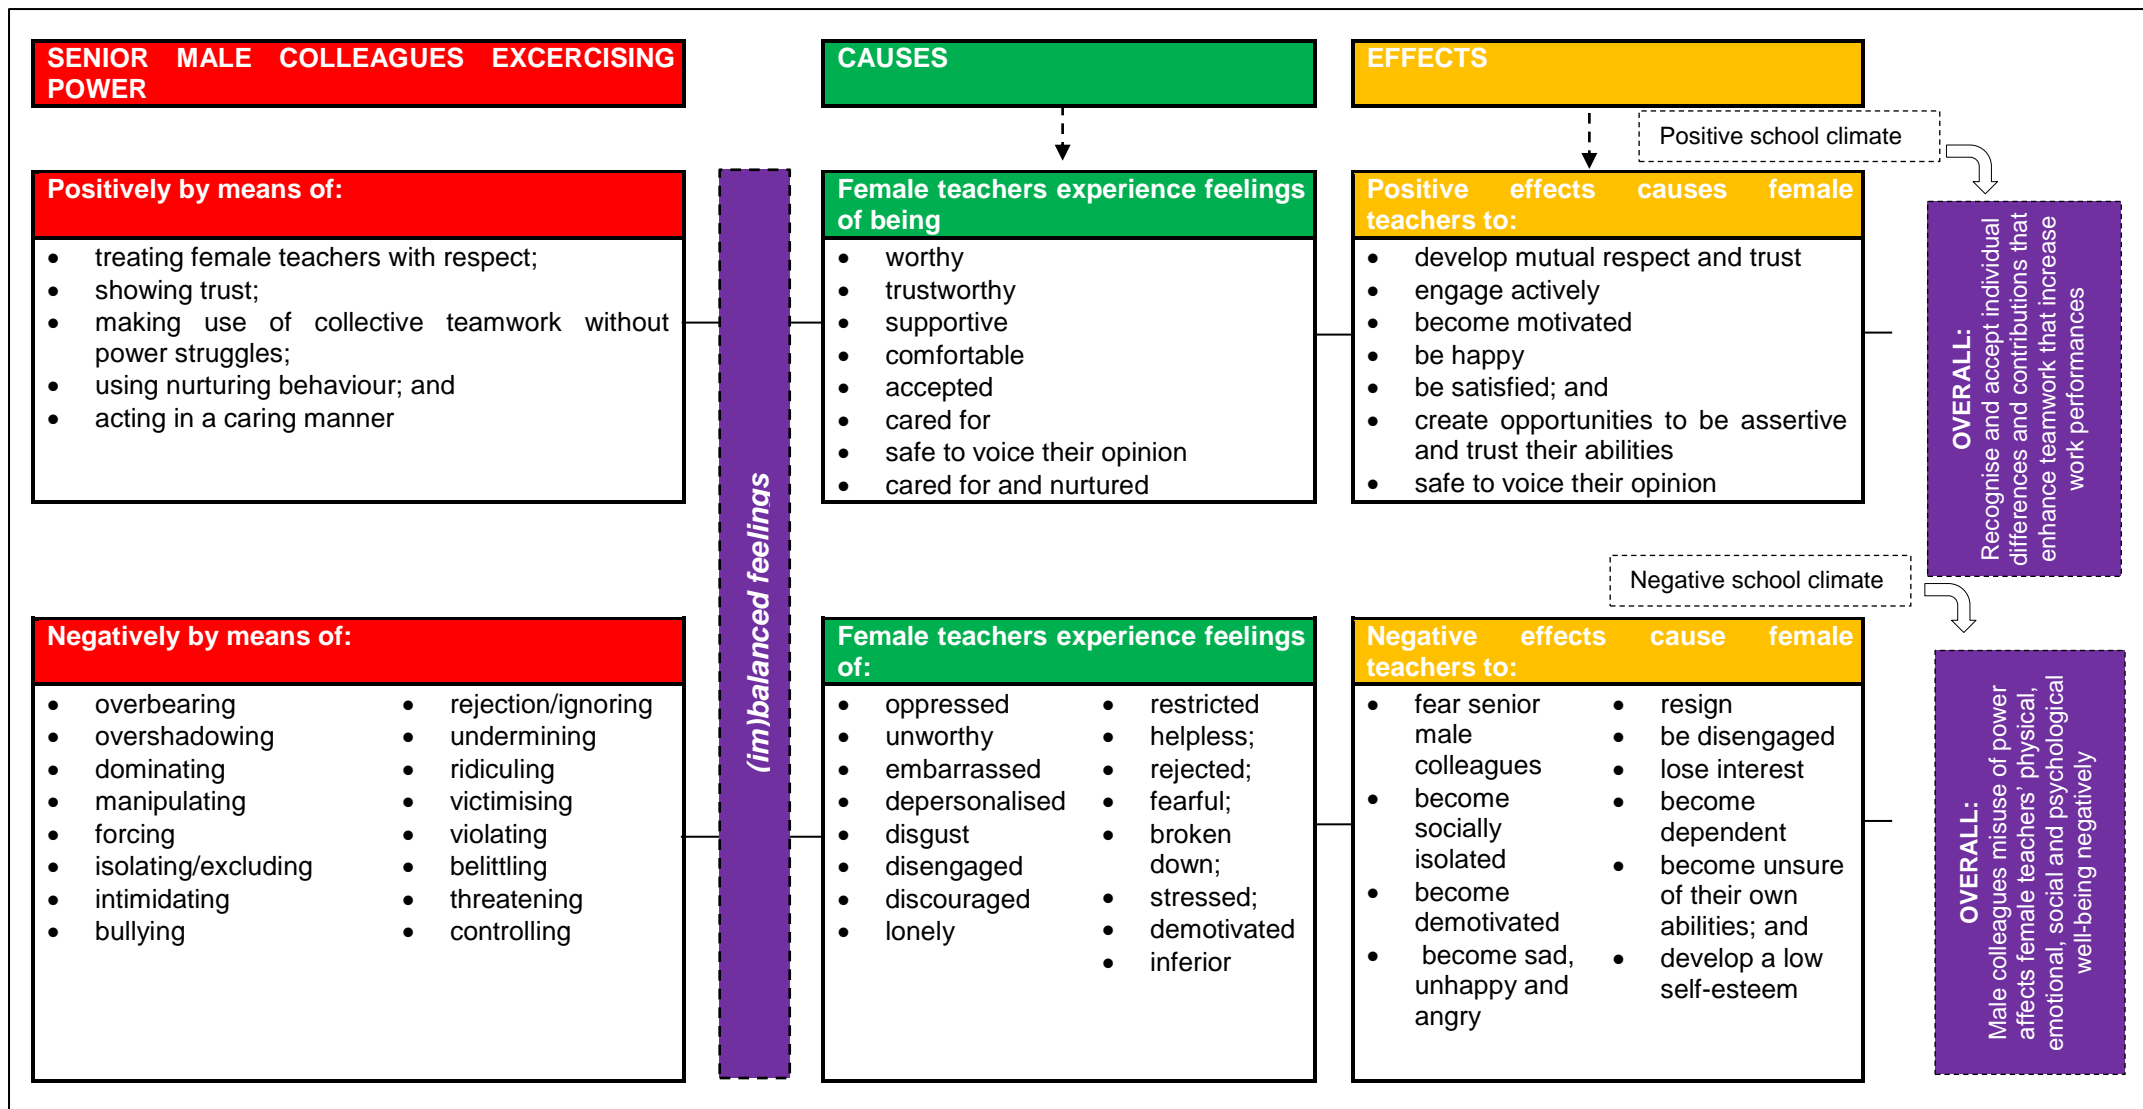 SENIOR MALE COLLEAGUES EXCERCISING
POWER
CAUSES
EFFECTS
Positive school climate
Positively by means of:
• treating female teachers with respect;
• showing trust;
• making use of collective teamwork without
power struggles;
• using nurturing behaviour; and
• acting in a caring manner
(im)balanced feelings
Female teachers experience feelings
of being
• worthy
• trustworthy
• supportive
• comfortable
• accepted
• cared for
• safe to voice their opinion
• cared for and nurtured
Positive effects causes female
teachers to:
• develop mutual respect and trust
• engage actively
• become motivated
• be happy
• be satisfied; and
• create opportunities to be assertive
and trust their abilities
• safe to voice their opinion
OVERALL:
Recognise and accept individual
differences and contributions that
enhance teamwork that increase
work performances
Negative school climate
Negatively by means of:
• overbearing
• overshadowing
• dominating
• manipulating
• forcing
• isolating/excluding
• intimidating
• bullying
• rejection/ignoring
• undermining
• ridiculing
• victimising
• violating
• belittling
• threatening
• controlling
Female teachers experience feelings
of:
• oppressed
• unworthy
• embarrassed
• depersonalised
• disgust
• disengaged
• discouraged
• lonely
• restricted
• helpless;
• rejected;
• fearful;
• broken
down;
• stressed;
• demotivated
• inferior
Negative effects cause female
teachers to:
• fear senior
male
colleagues
• become
socially
isolated
• become
demotivated
• become sad,
unhappy and
angry
• resign
• be disengaged
• lose interest
• become
dependent
• become unsure
of their own
abilities; and
• develop a low
self-esteem
OVERALL:
Male colleagues misuse of power
affects female teachers’ physical,
emotional, social and psychological
well-being negatively